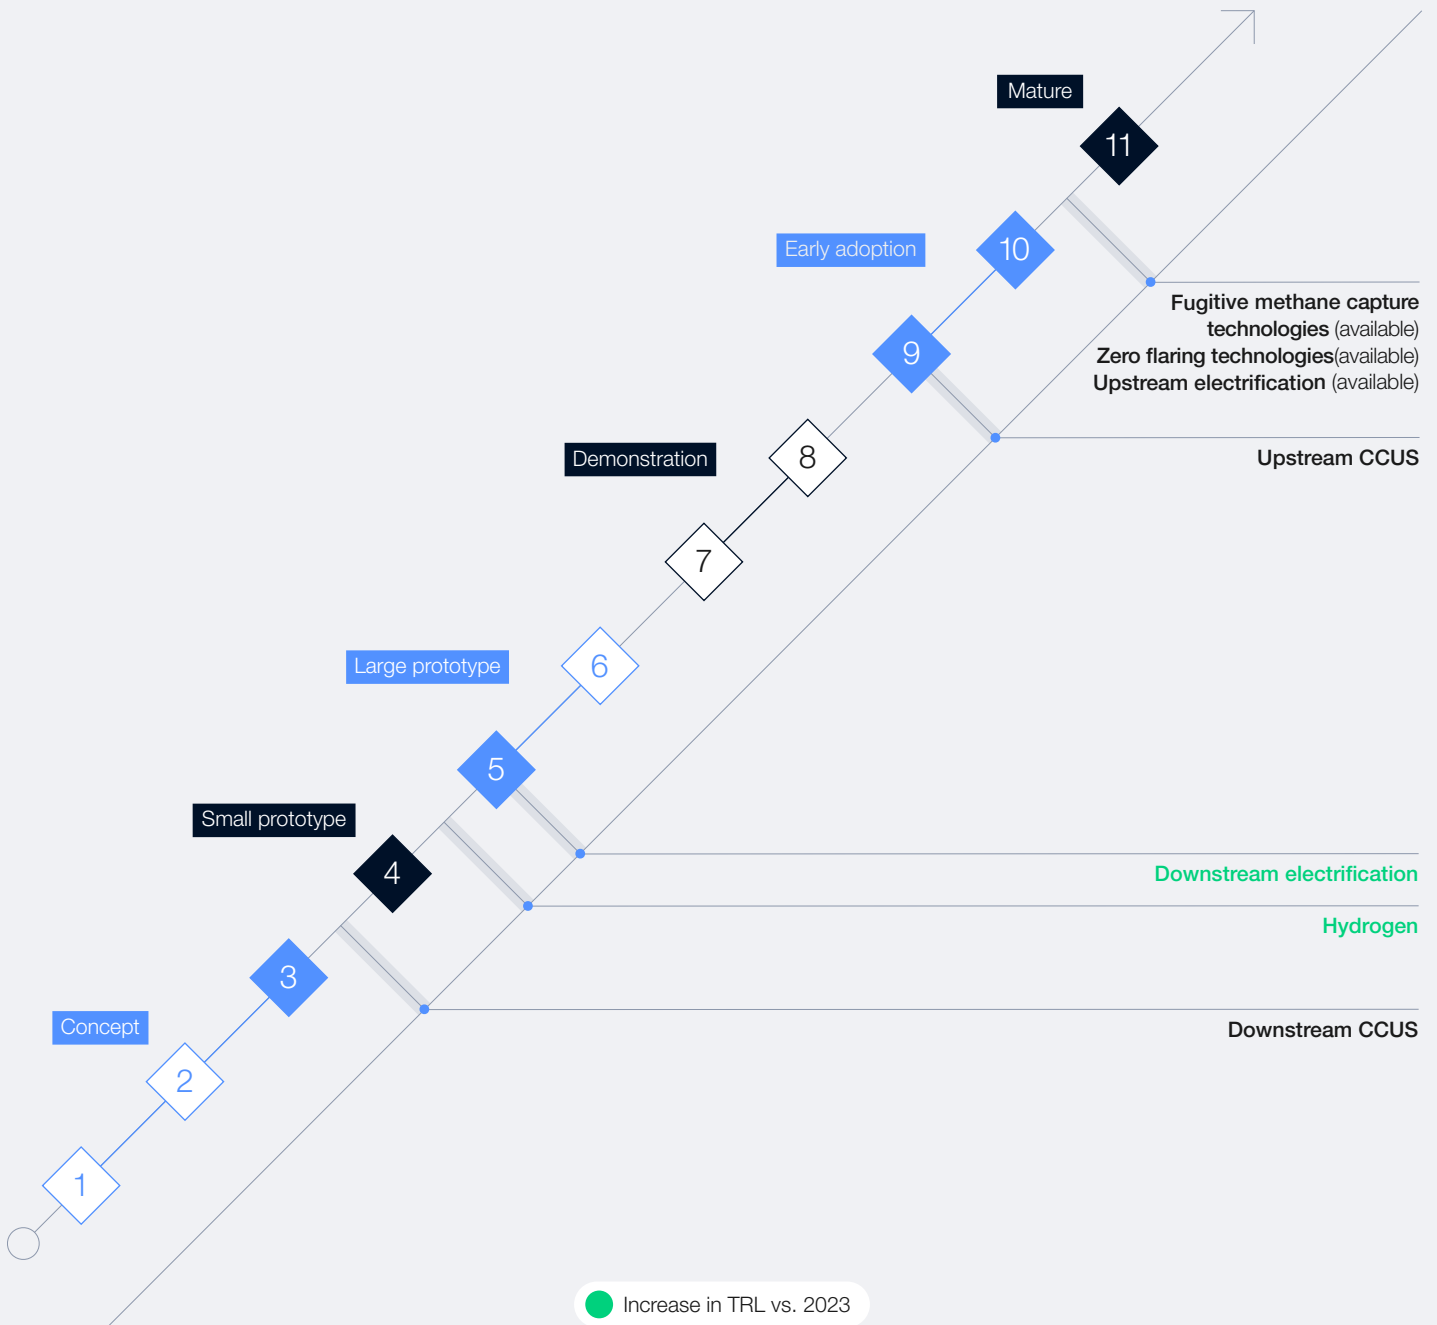 Mature
11
Early adoption
10
Fugitive methane capture
technologies (available)
Zero flaring technologies(available)
Upstream electrification (available)
9
Upstream CCUS
Demonstration
8
7
Large prototype
6
5
Small prototype
4
Downstream electrification
Hydrogen
3
Downstream CCUS
Concept
2
1
Increase in TRL vs. 2023